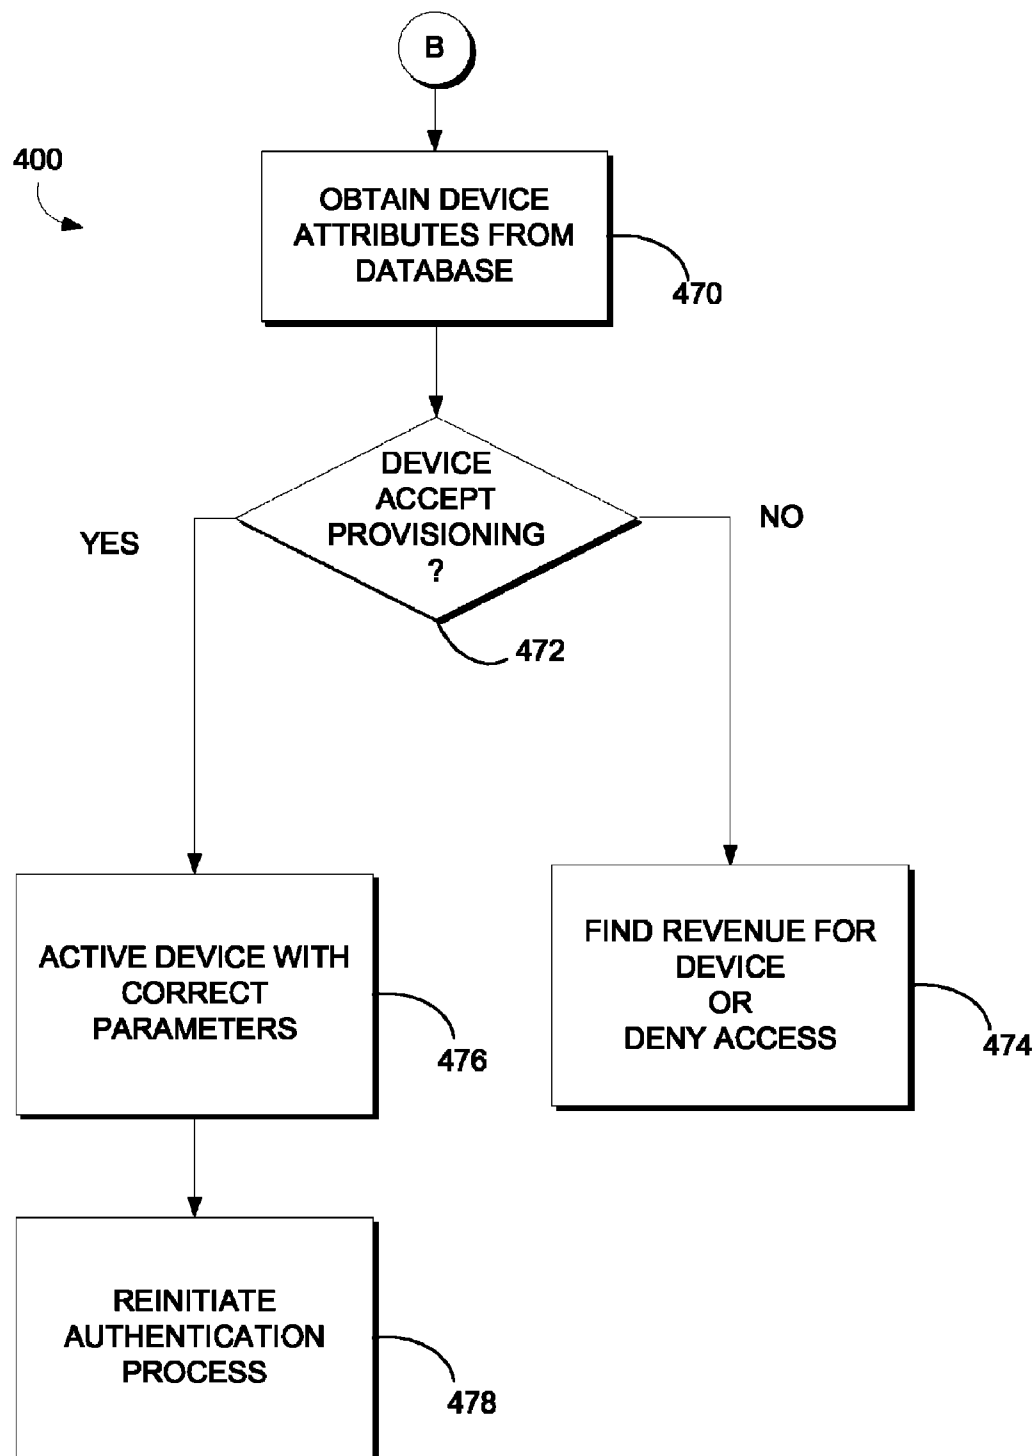 B
400
OBTAIN DEVICE
ATTRIBUTES FROM
DATABASE
470
DEVICE
ACCEPT
PROVISIONING
?
YES
NO
472
ACTIVE DEVICE WITH
CORRECT
PARAMETERS
476
FIND REVENUE FOR
DEVICE
OR
DENY ACCESS
474
REINITIATE
AUTHENTICATION
PROCESS
478